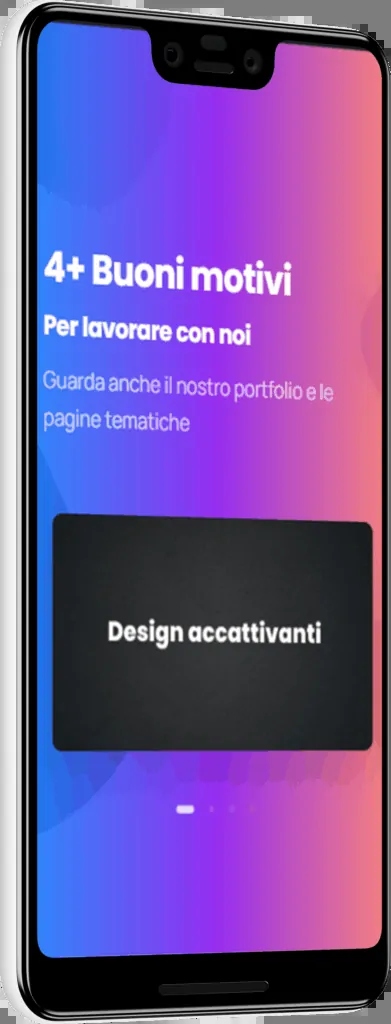 4+ Buoni motivi
Per lavorare con noi
Guarda anche il nostro portfolio e le
pagine tematiche
Design accattivanti